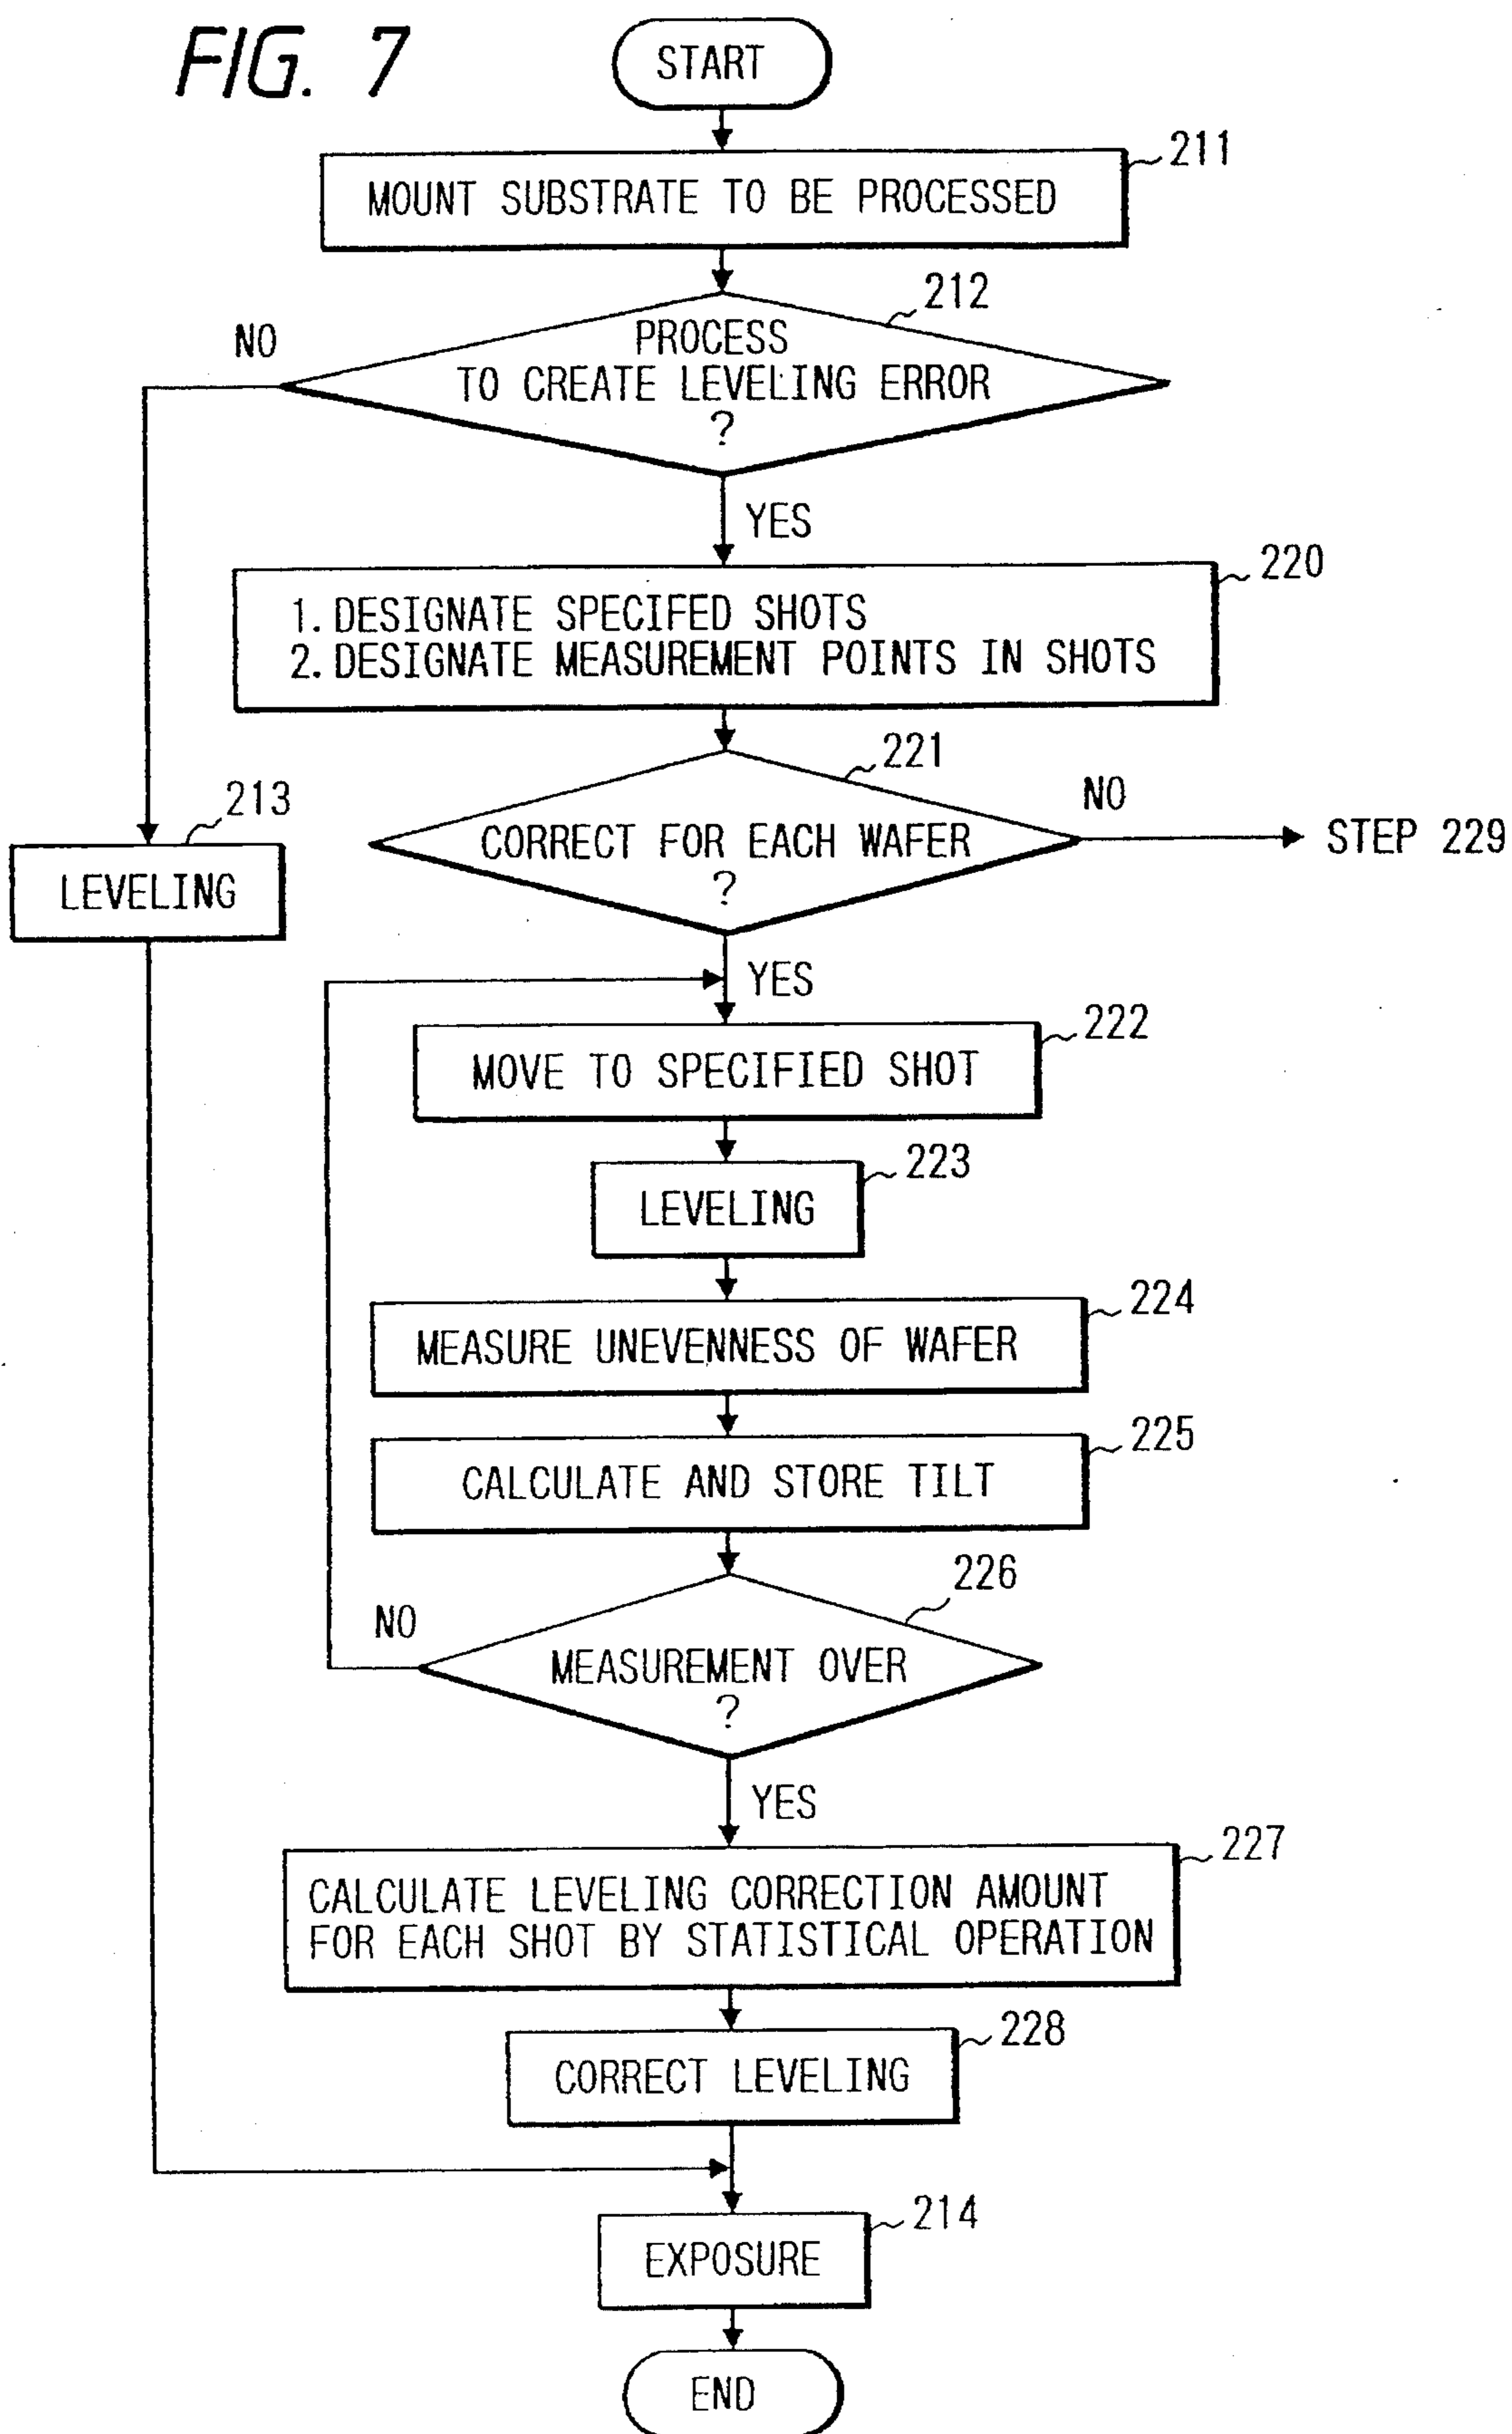 FIG. 7
START
211
MOUNT SUBSTRATE TO BE PROCESSED
212
NO
PROCESS
TO CREATE LEVELING ERROR
?
YES
220
1. DESIGNATE SPECIFED SHOTS
2. DESIGNATE MEASUREMENT POINTS IN SHOTS
221
NO
CORRECT FOR EACH WAFER
?
STEP 229
213
LEVELING
YES
222
MOVE TO SPECIFIED SHOT
223
LEVELING
224
MEASURE UNEVENNESS OF WAFER
225
CALCULATE AND STORE TILT
226
NO
MEASUREMENT OVER
?
YES
227
CALCULATE LEVELING CORRECTION AMOUNT
FOR EACH SHOT BY STATISTICAL OPERATION
228
CORRECT LEVELING
214
EXPOSURE
END